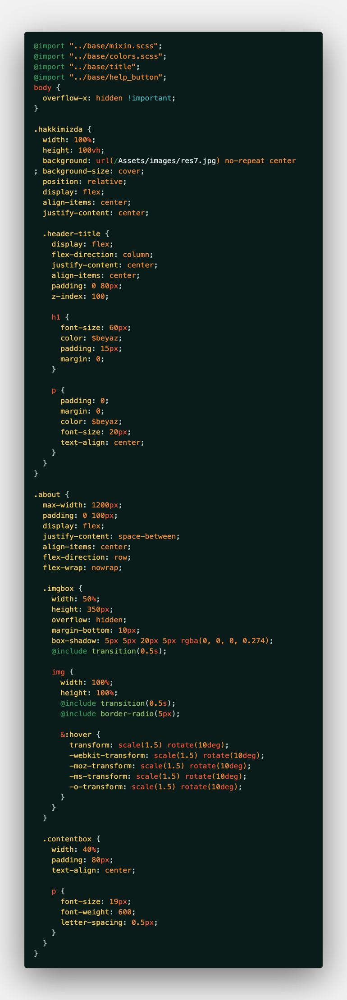 @import "../base/mixin.scss";
@import "../base/colors.scss";
@import "../base/title";
@import "../base/help_button";
body {
  overflow-x: hidden !important;
}

.hakkimizda {
  width: 100%;
  height: 100vh;
  background: url(/Assets/images/res7.jpg) no-repeat center
; background-size: cover;
  position: relative;
  display: flex;
  align-items: center;
  justify-content: center;

  .header-title {
    display: flex;
    flex-direction: column;
    justify-content: center;
    align-items: center;
    padding: 0 80px;
    z-index: 100;

    h1 {
      font-size: 60px;
      color: $beyaz;
      padding: 15px;
      margin: 0;
    }

    p {
      padding: 0;
      margin: 0;
      color: $beyaz;
      font-size: 20px;
      text-align: center;
    }
  }
}

.about {
  max-width: 1200px;
  padding: 0 100px;
  display: flex;
  justify-content: space-between;
  align-items: center;
  flex-direction: row;
  flex-wrap: nowrap;

  .imgbox {
    width: 50%;
    height: 350px;
    overflow: hidden;
    margin-bottom: 10px;
    box-shadow: 5px 5px 20px 5px rgba(0, 0, 0, 0.274);
    @include transition(0.5s);

    img {
      width: 100%;
      height: 100%;
      @include transition(0.5s);
      @include border-radio(5px);

      &:hover {
        transform: scale(1.5) rotate(10deg);
        -webkit-transform: scale(1.5) rotate(10deg);
        -moz-transform: scale(1.5) rotate(10deg);
        -ms-transform: scale(1.5) rotate(10deg);
        -o-transform: scale(1.5) rotate(10deg);
      }
    }
  }

  .contentbox {
    width: 40%;
    padding: 80px;
    text-align: center;

    p {
      font-size: 19px;
      font-weight: 600;
      letter-spacing: 0.5px;
    }
  }
}